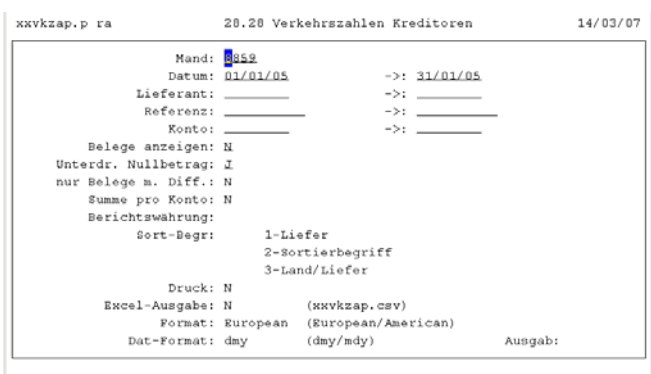 xxvkzap.p ra 28.28 Verkehrszahlen Kreditoren 14/03/07
Mand: 8859
Datum: 01/01/05 ->: 31/01/05
Lieferant: ->:
Referenz: ->:
Konto: ->:
Belege anzeigen: N
Unterdr. Nullbetrag: J
nur Belege m. Diff.: N
Summe pro Konto: N
Berichtswährung:
Sort-Begr: 1-Liefer
2-Sortierbegriff
3-Land/Liefer
Druck: N
Excel-Ausgabe: N (xxvkzap.csv)
Format: European (European/American)
Dat-Format: dmy (dmy/mdy) Ausgab: